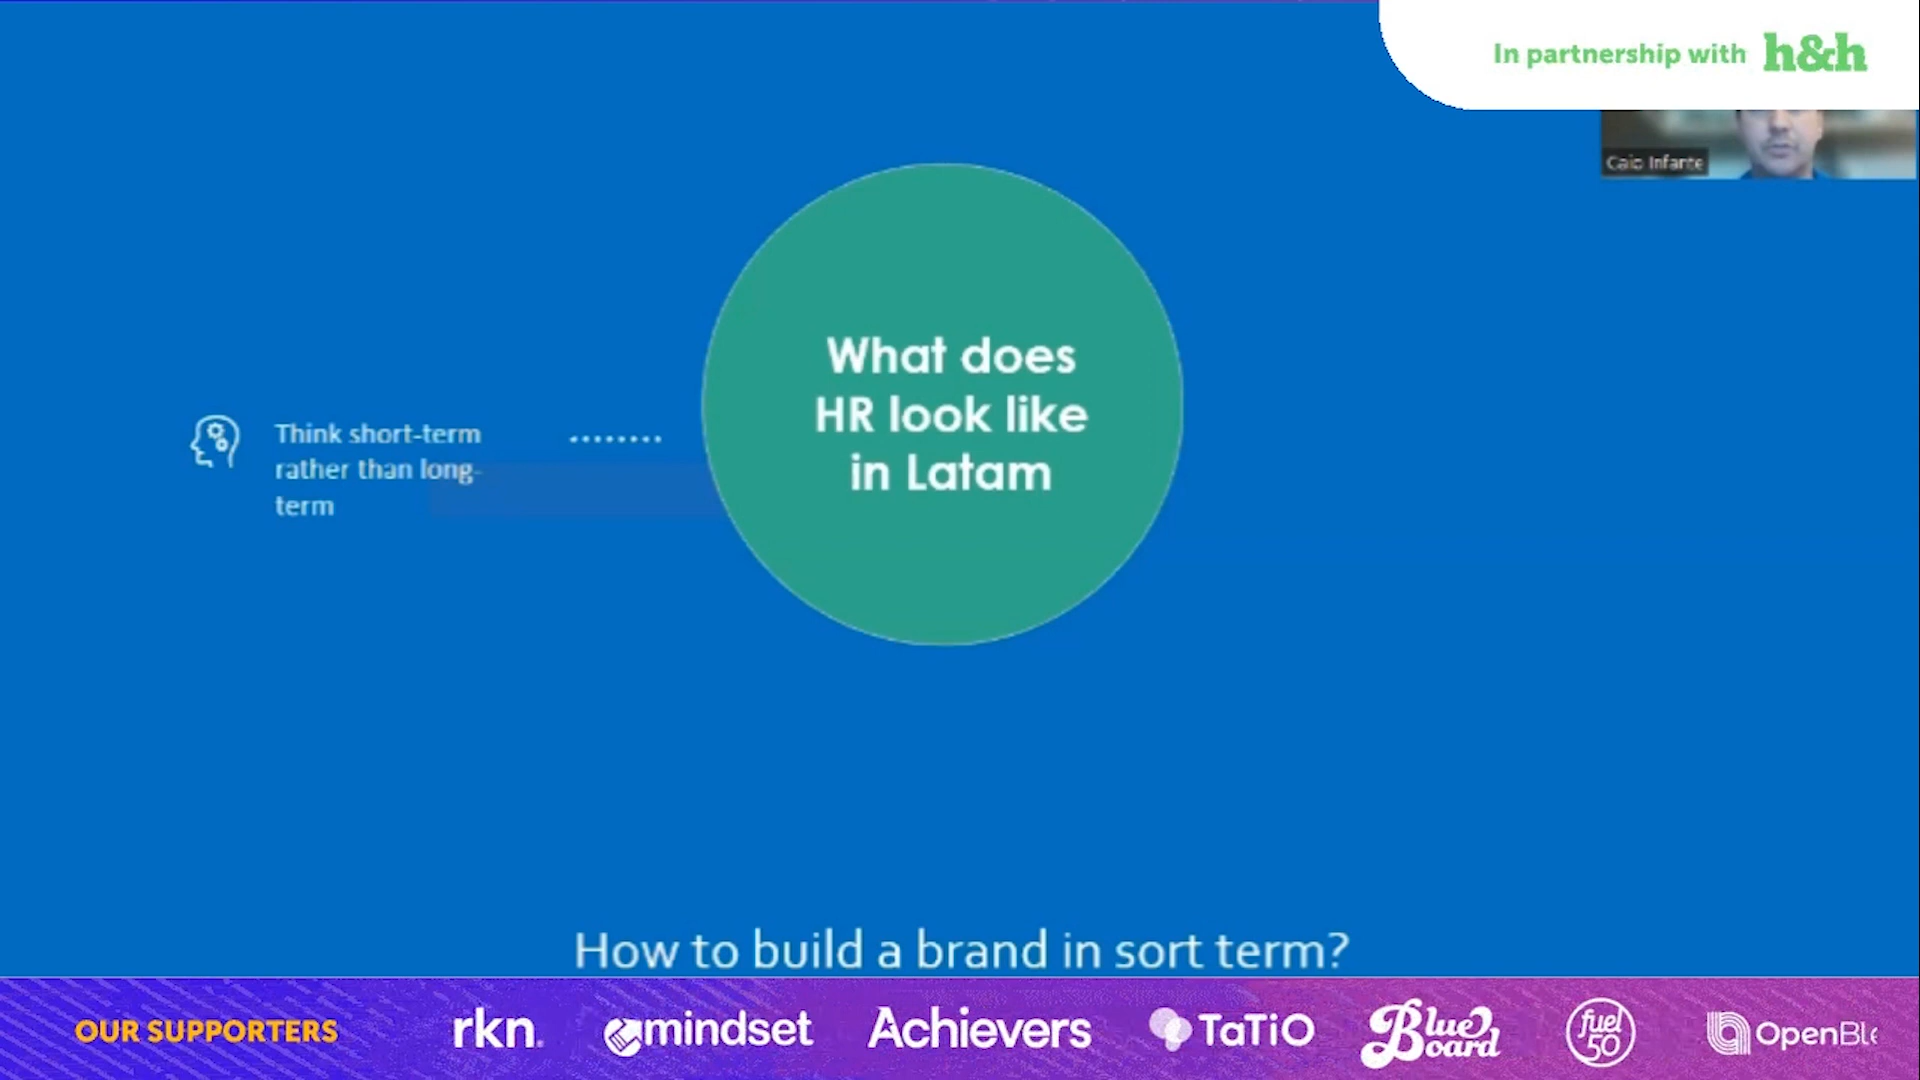 In partnership with h&h
Caio Infante
What does
HR look like
in Latam
Think short-term
rather than long-
term
How to build a brand in sort term?
OUR SUPPORTERS
rkn.
mindset
Achievers
TaTiO
Blue
Board
fuel
50
OpenBle